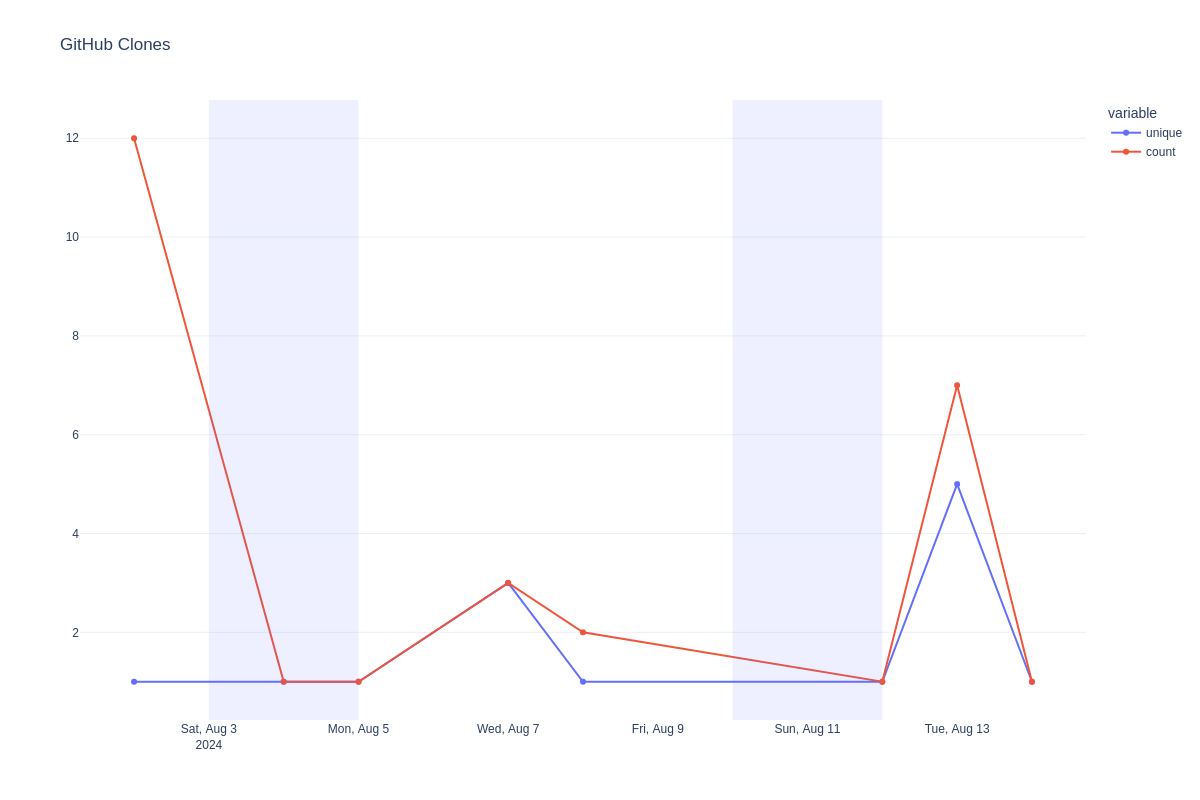 GitHub Clones
variable
unique
count
12
10
8
6
4
2
Sat, Aug 3
2024
Mon, Aug 5
Wed, Aug 7
Fri, Aug 9
Sun, Aug 11
Tue, Aug 13